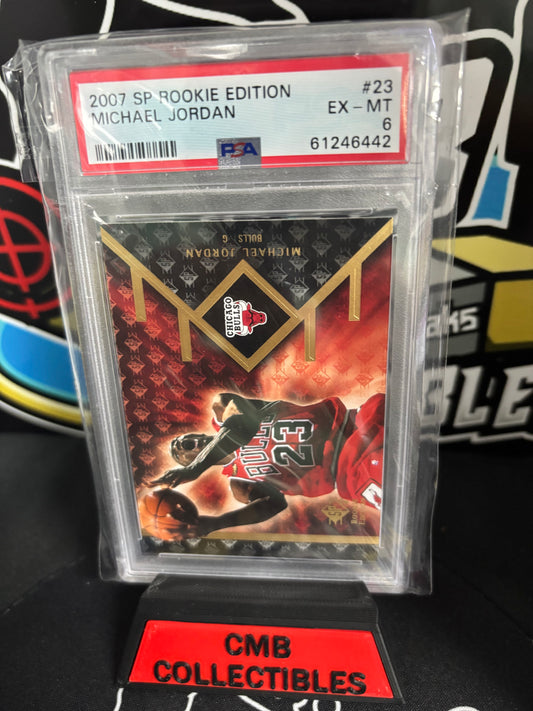 2007 SP ROOKIE EDITION #23
MICHAEL JORDAN EX - MT
6
PSA 61246442
MICHAEL JORDAN
BULLS G
CHICAGO
BULLS
BULLS
23
CMB
COLLECTIBLES